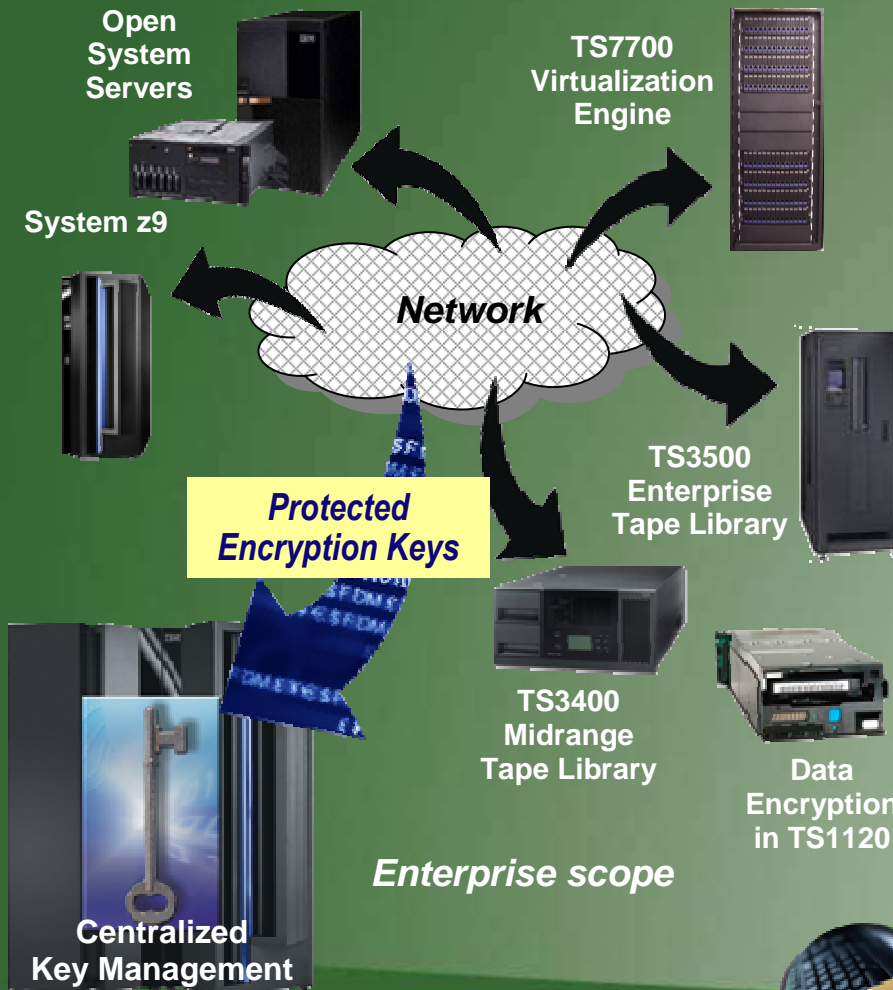 Open
System
Servers
TS7700
Virtualization
Engine
System z9
Network
TS3500
Enterprise
Tape Library
Protected
Encryption Keys
TS3400
Midrange
Tape Library
Data
Encryption
in TS1120
Enterprise scope
Centralized
Key Management